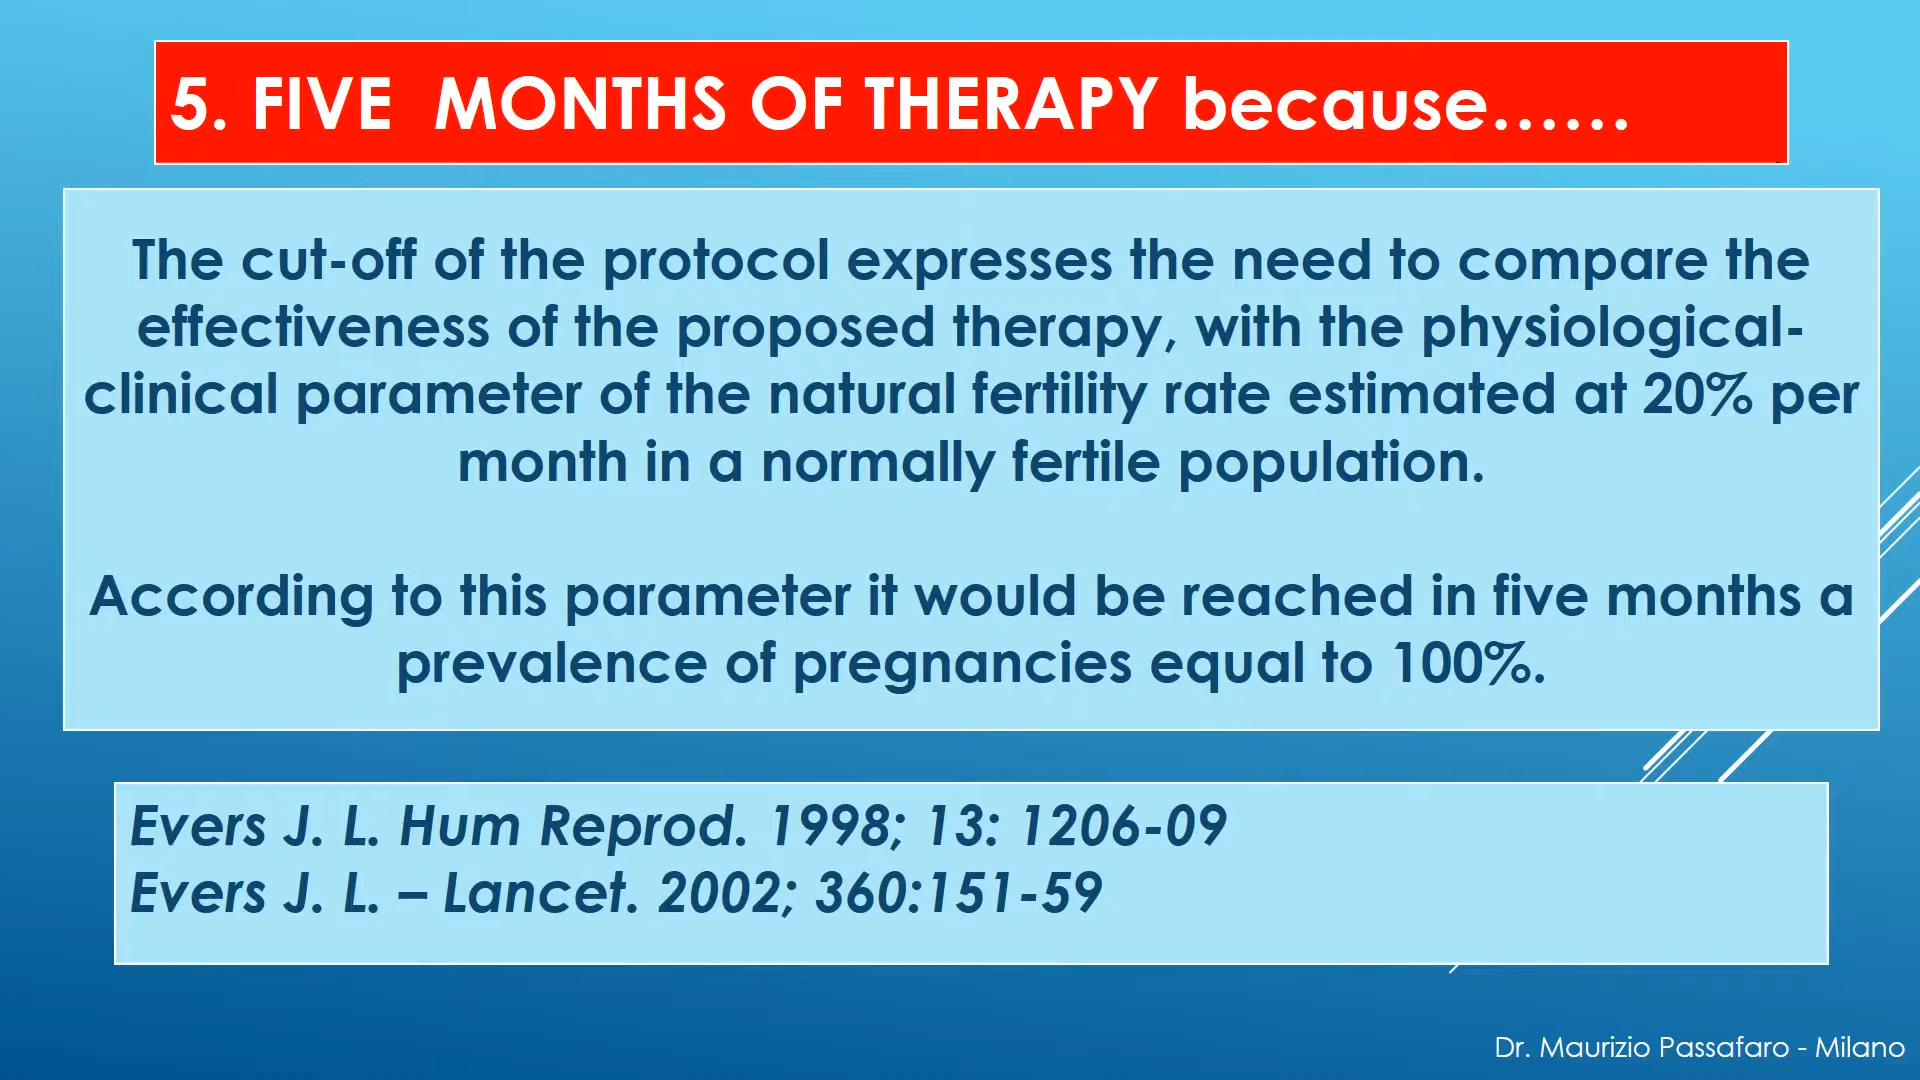 5. FIVE  MONTHS OF THERAPY because......
The cut-off of the protocol expresses the need to compare the
effectiveness of the proposed therapy, with the physiological-
clinical parameter of the natural fertility rate estimated at 20% per
month in a normally fertile population.
According to this parameter it would be reached in five months a
prevalence of pregnancies equal to 100%.
Evers J. L. Hum Reprod. 1998; 13: 1206-09
Evers J. L. – Lancet. 2002; 360:151-59
Dr. Maurizio Passafaro - Milano